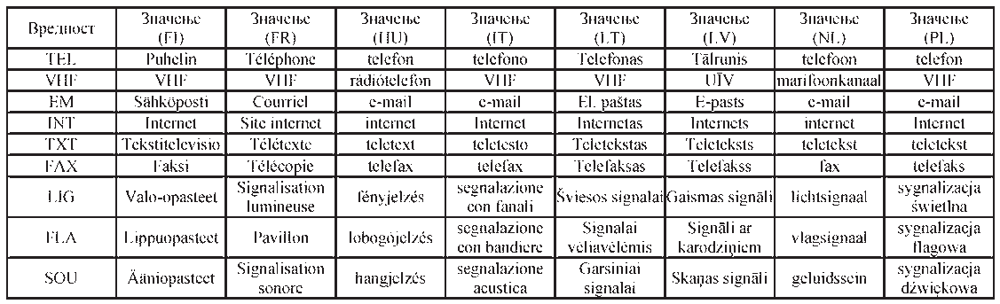 Вредност Значење (FI) Значење (FR) Значење (HU) Значење (IT) Значење (LT) Значење (LV) Значење (NL) Значење (PL)
TEL Puhelin Téléphone telefon telefono Telefonas Tālrunis telefoon telefon
VHF VHF VHF rádiótelefon VHF VHF UĪV marifoonkanaal VHF
EM Sähköposti Courriel e-mail e-mail El. paštas E-pasts e-mail e-mail
INT Internet Site internet internet Internet Internetas Internets internet Internet
TXT Tekstitelevisio Télétexte teletext teletesto Teletekstas Teleteksts teletekst teletekst
FAX Faksi Télécopie telefax telefax Telefaksas Telefakss fax telefaks
LIG Valo-opasteet Signalisation lumineuse fényjelzés segnalazione con fanali Šviesos signalai Gaismas signāli lichtsignaal sygnalizacja świetlna
FLA Lippuopasteet Pavillon lobogójelzés segnalazione con bandiere Signalai vėliavėlėmis Signāli ar karodziņiem vlagsignaal sygnalizacja flagowa
SOU Ääniopasteet Signalisation sonore hangjelzés segnalazione acustica Garsiniai signalai Skaņas signāli geluidssein sygnalizacja dźwiękowa